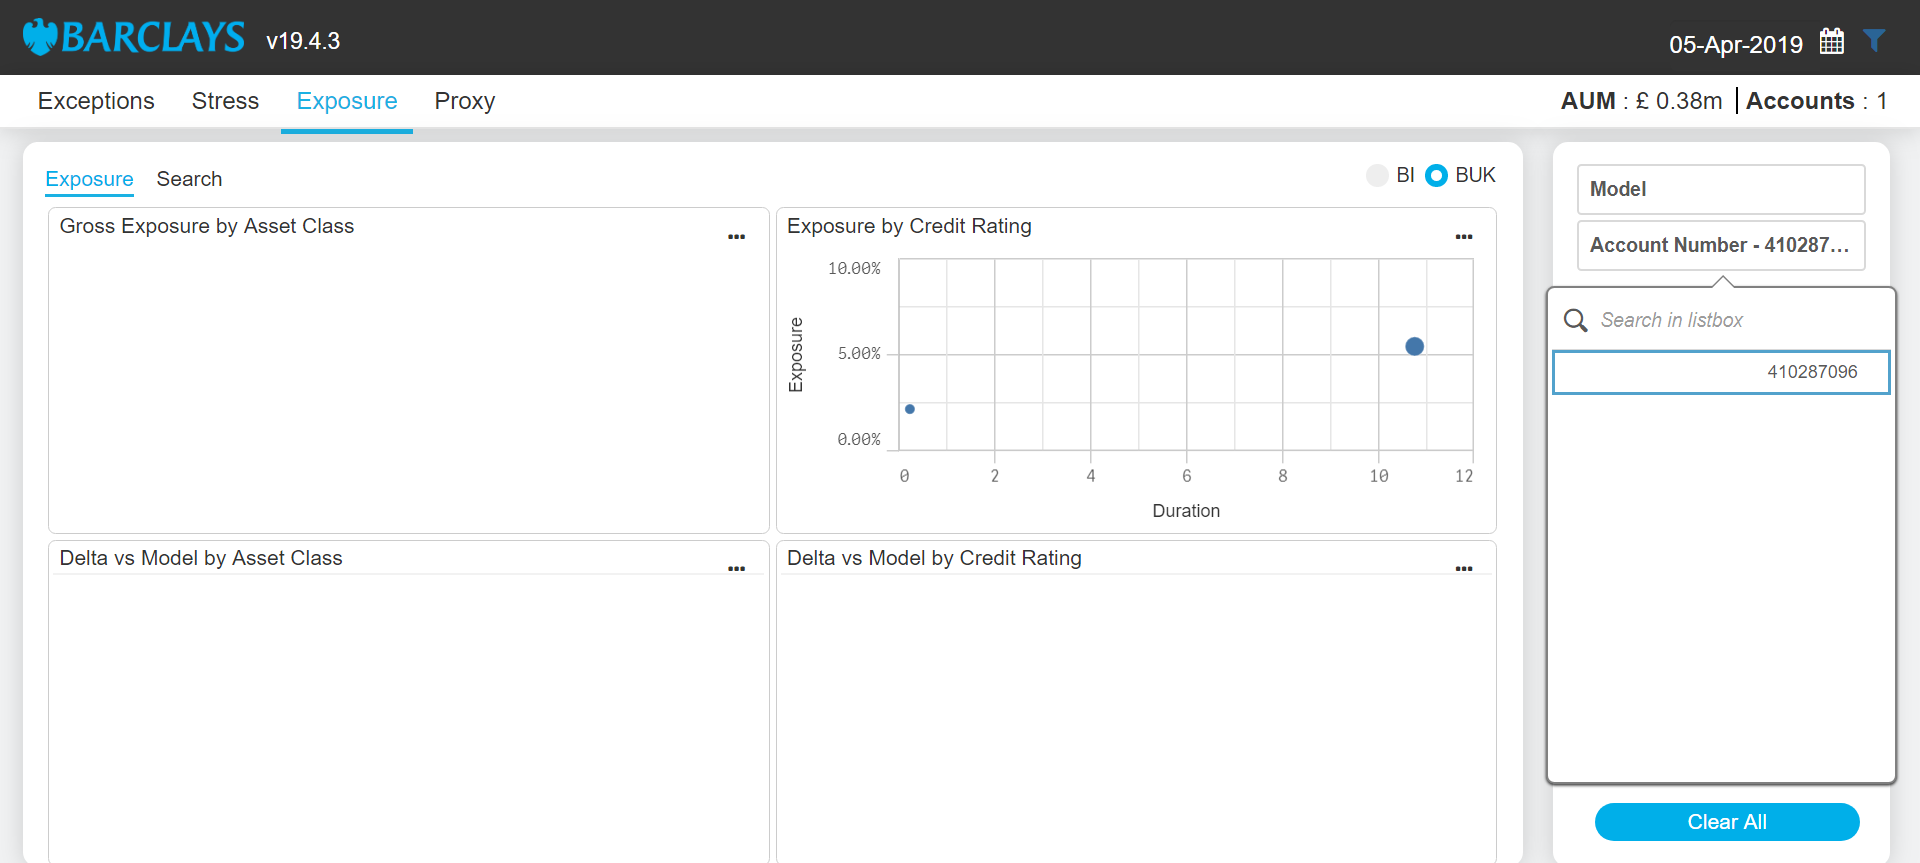 BARCLAYS v19.4.3
05-Apr-2019
Exceptions Stress Exposure Proxy
AUM : £ 0.38m | Accounts : 1
Exposure Search
BI BUK
Gross Exposure by Asset Class
...
Exposure by Credit Rating
...
10.00%
5.00%
0.00%
Exposure
0 2 4 6 8 10 12
Duration
Delta vs Model by Asset Class
...
Delta vs Model by Credit Rating
...
Model
Account Number - 410287...
Search in listbox
410287096
Clear All